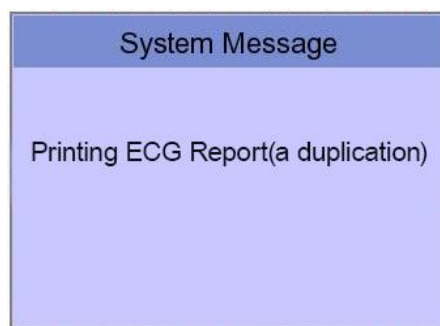 System Message
Printing ECG Report(a duplication)